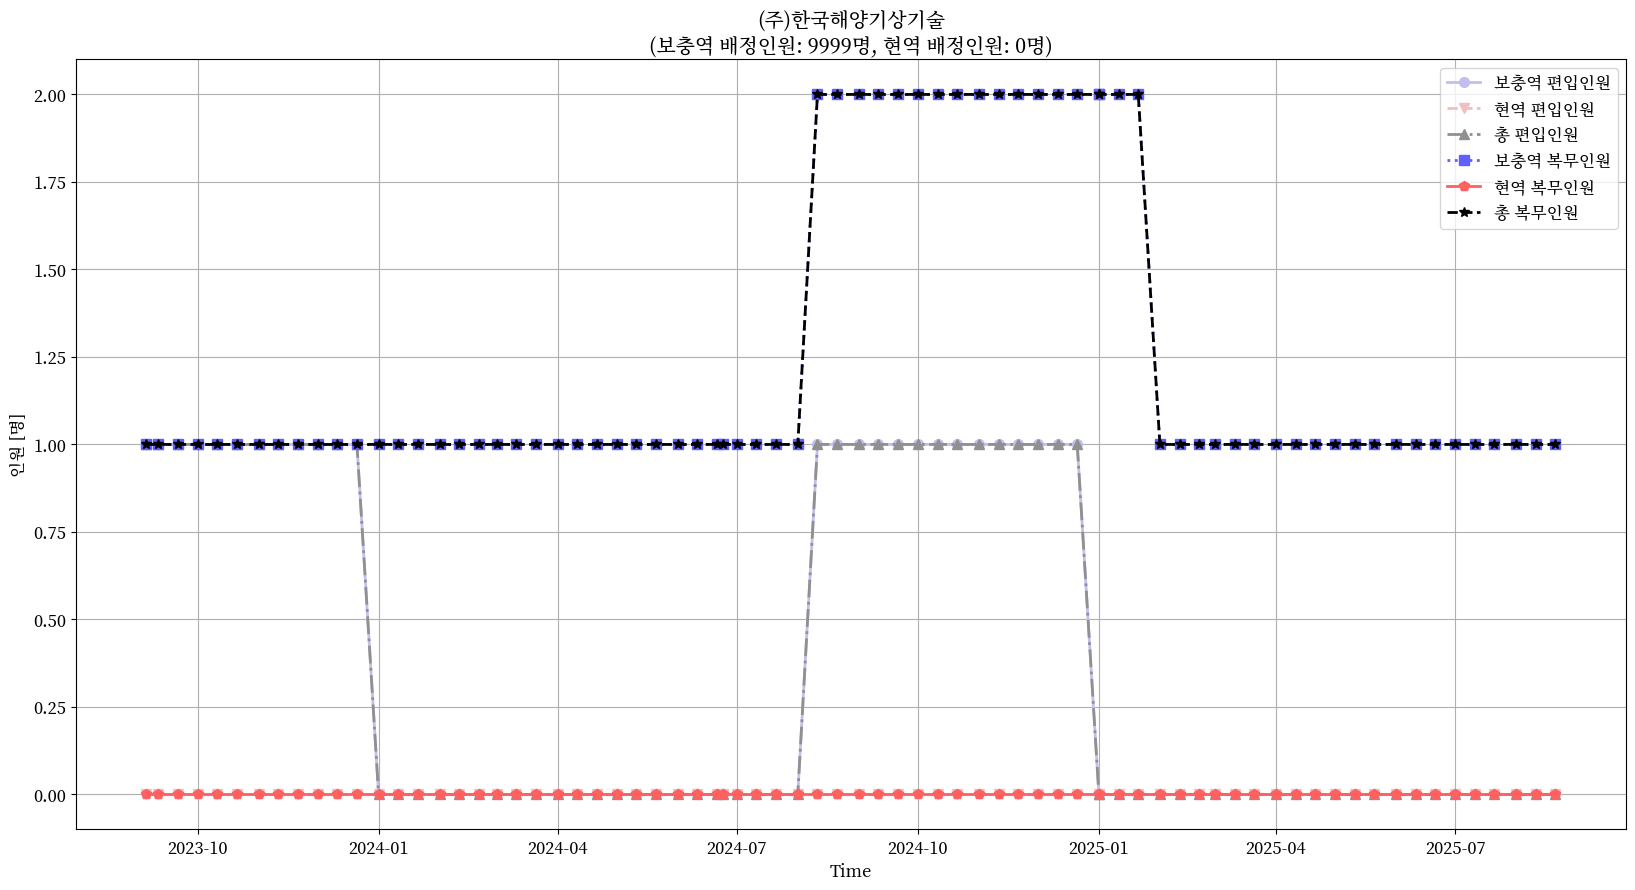 (주)한국해양기상기술
(보충역 배정인원: 9999명, 현역 배정인원: 0명)
보충역 편입인원
현역 편입인원
총 편입인원
보충역 복무인원
현역 복무인원
총 복무인원
2.00
1.75
1.50
1.25
1.00
0.75
0.50
0.25
0.00
인원 [명]
2023-10 2024-01 2024-04 2024-07 2024-10 2025-01 2025-04 2025-07
Time